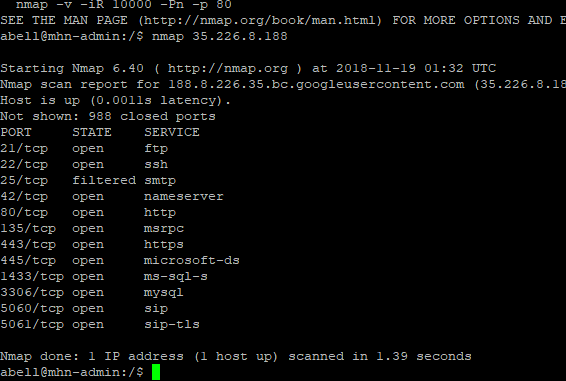 nmap -v -iR 10000 -Pn -p 80
SEE THE MAN PAGE (http://nmap.org/book/man.html) FOR MORE OPTIONS AND E
abell@mhn-admin:/$ nmap 35.226.8.188
Starting Nmap 6.40 ( http://nmap.org ) at 2018-11-19 01:32 UTC
Nmap scan report for 188.8.226.35.bc.googleusercontent.com (35.226.8.18
Host is up (0.0011s latency).
Not shown: 988 closed ports
PORT     STATE    SERVICE
21/tcp   open     ftp
22/tcp   open     ssh
25/tcp   filtered smtp
42/tcp   open     nameserver
80/tcp   open     http
135/tcp  open     msrpc
443/tcp  open     https
445/tcp  open     microsoft-ds
1433/tcp open     ms-sql-s
3306/tcp open     mysql
5060/tcp open     sip
5061/tcp open     sip-tls
Nmap done: 1 IP address (1 host up) scanned in 1.39 seconds
abell@mhn-admin:/$